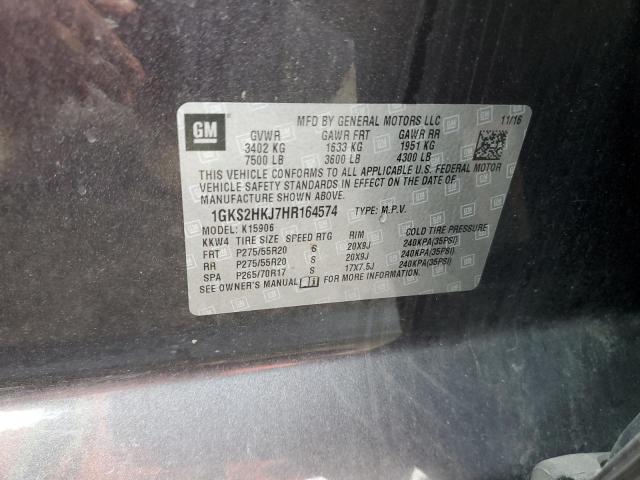 GM
MFD BY GENERAL MOTORS LLC 11/16
GVWR GAWR FRT GAWR RR
3402 KG 1633 KG 1951 KG
7500 LB 3600 LB 4300 LB
THIS VEHICLE CONFORMS TO ALL APPLICABLE U.S. FEDERAL MOTOR
VEHICLE SAFETY STANDARDS IN EFFECT ON THE DATE OF
MANUFACTURE SHOWN ABOVE.
1GKS2HKJ7HR164574 TYPE: M.P.V.
MODEL: K15906
KKW4 TIRE SIZE SPEED RTG RIM COLD TIRE PRESSURE
FRT P275/55R20 S 20X9J 240KPA(35PSI)
RR P275/55R20 S 20X9J 240KPA(35PSI)
SPA P265/70R17 S 17X7.5J 240KPA(35PSI)
SEE OWNER'S MANUAL FOR MORE INFORMATION.